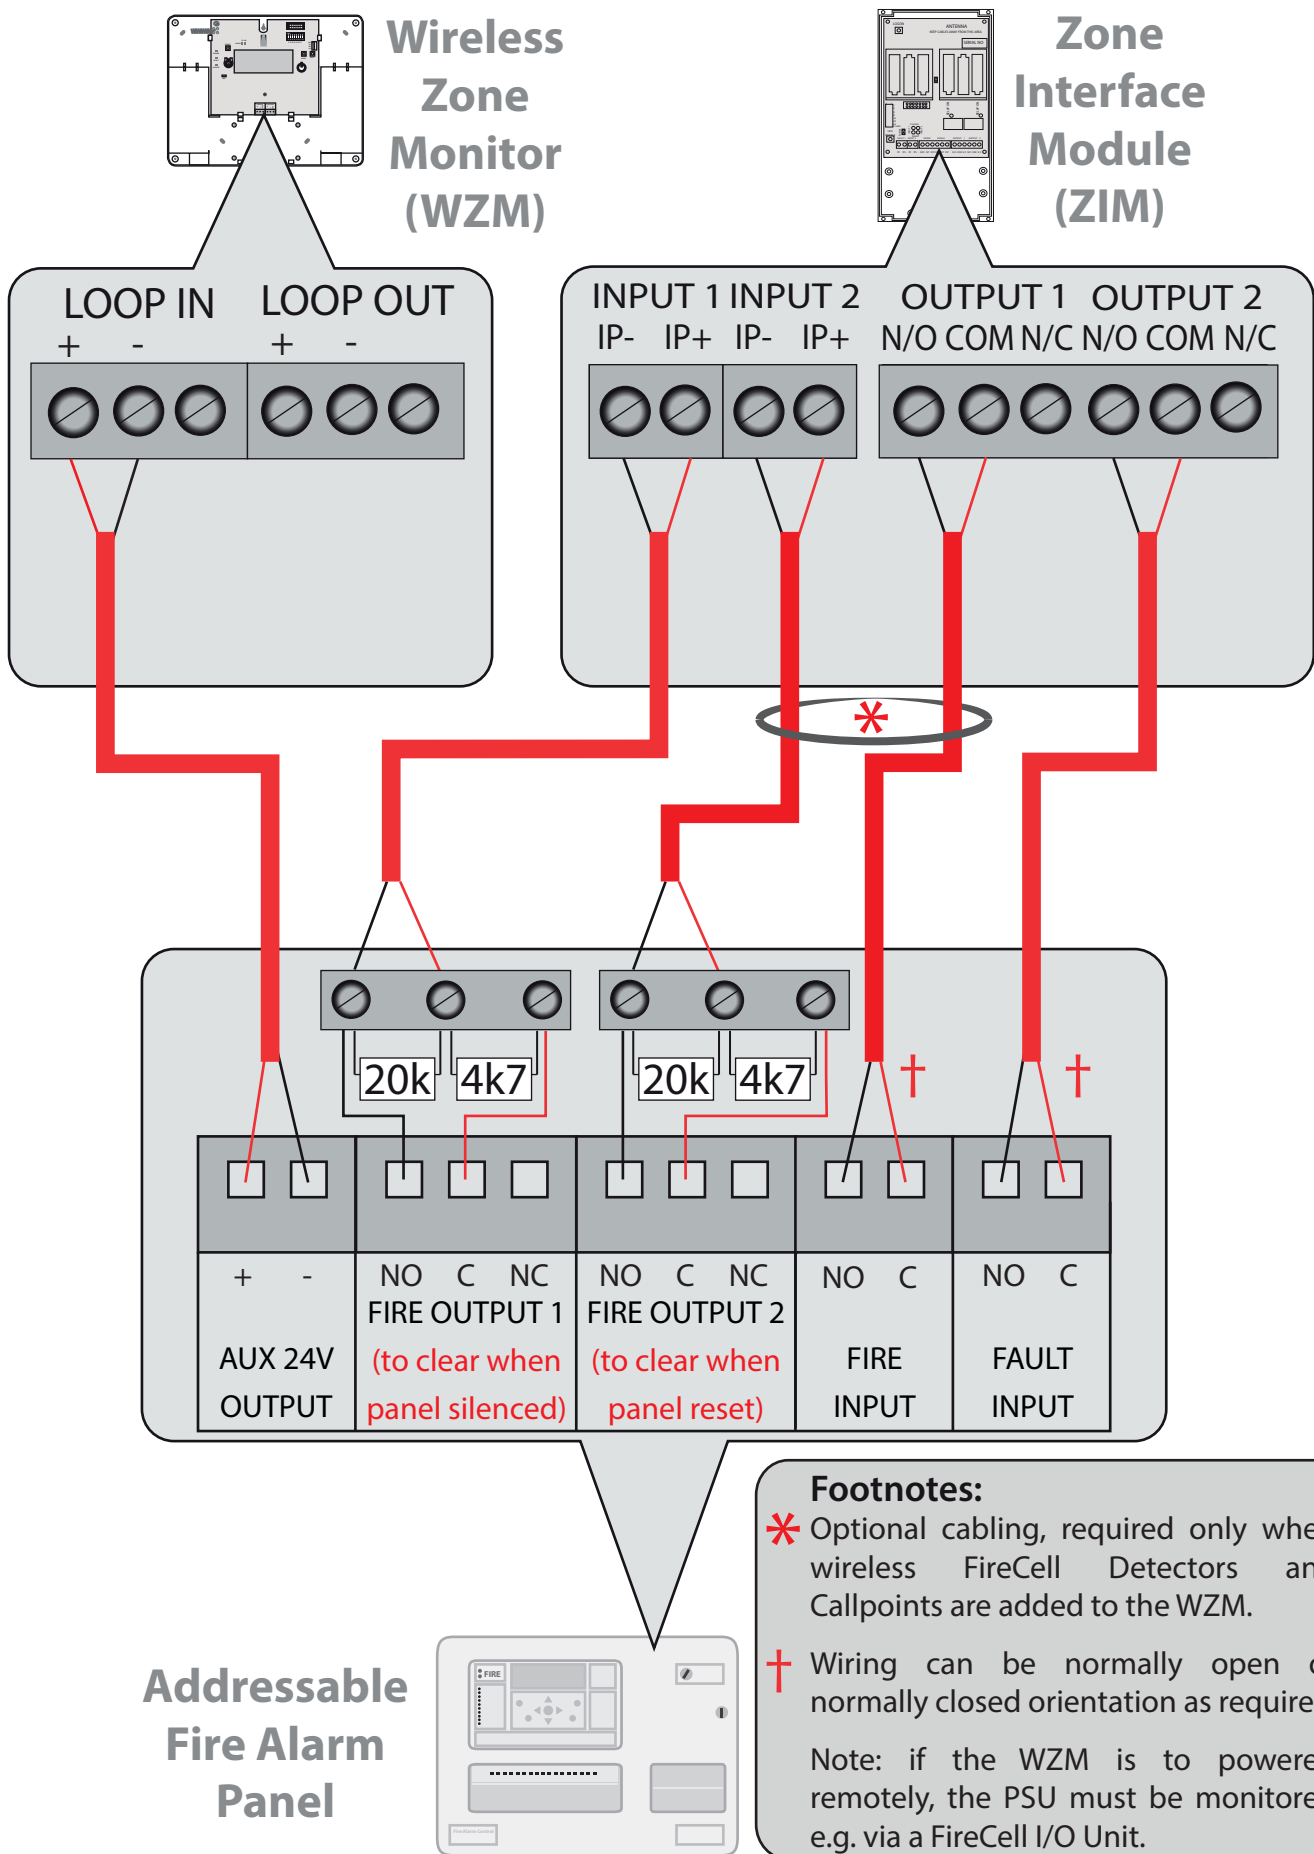 Wireless
Zone
Monitor
(WZM)
Zone
Interface
Module
(ZIM)
ANTENNA
LOOP IN LOOP OUT
+ - + -
INPUT 1 INPUT 2 OUTPUT 1 OUTPUT 2
IP- IP+ IP- IP+ N/O COM N/C N/O COM N/C
*
20k 4k7 20k 4k7 † †
+ - NO C NC NO C NC NO C NO C
FIRE OUTPUT 1 FIRE OUTPUT 2
AUX 24V (to clear when (to clear when FIRE FAULT
OUTPUT panel silenced) panel reset) INPUT INPUT
Footnotes:
* Optional cabling, required only whe
wireless FireCell Detectors an
Callpoints are added to the WZM.
† Wiring can be normally open o
normally closed orientation as require
Note: if the WZM is to powere
remotely, the PSU must be monitore
e.g. via a FireCell I/O Unit.
Addressable
Fire Alarm
Panel
FIRE